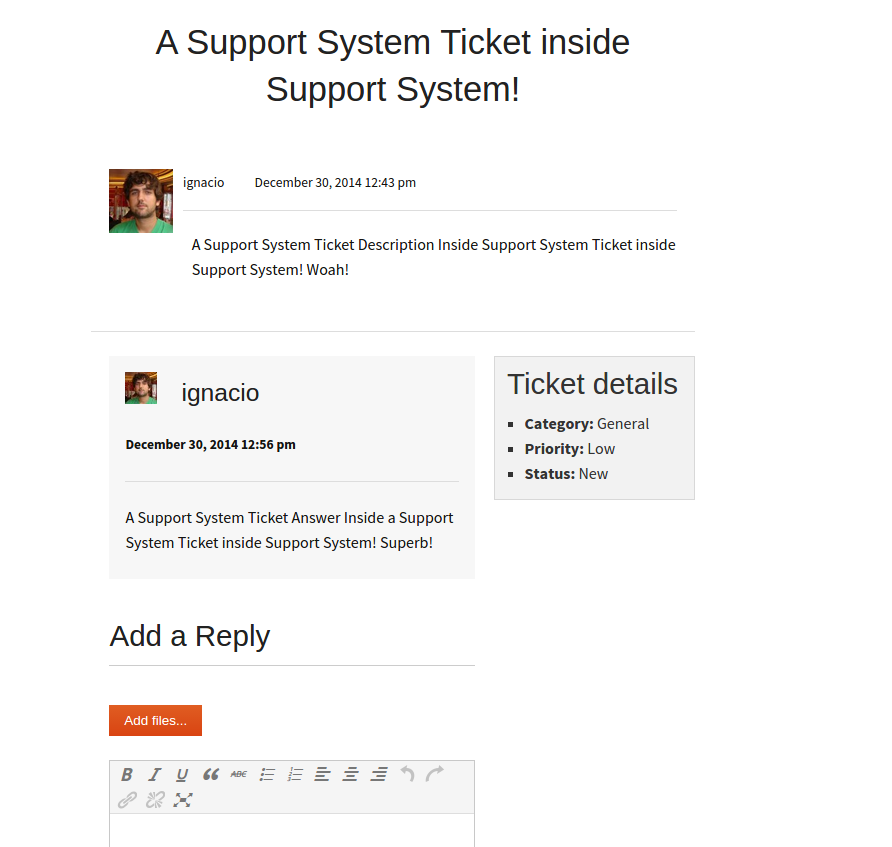 A Support System Ticket inside
Support System!
ignacio December 30, 2014 12:43 pm
A Support System Ticket Description Inside Support System Ticket inside
Support System! Woah!
ignacio
December 30, 2014 12:56 pm
A Support System Ticket Answer Inside a Support
System Ticket inside Support System! Superb!
Ticket details
Category: General
Priority: Low
Status: New
Add a Reply
Add files...
B I U ABC